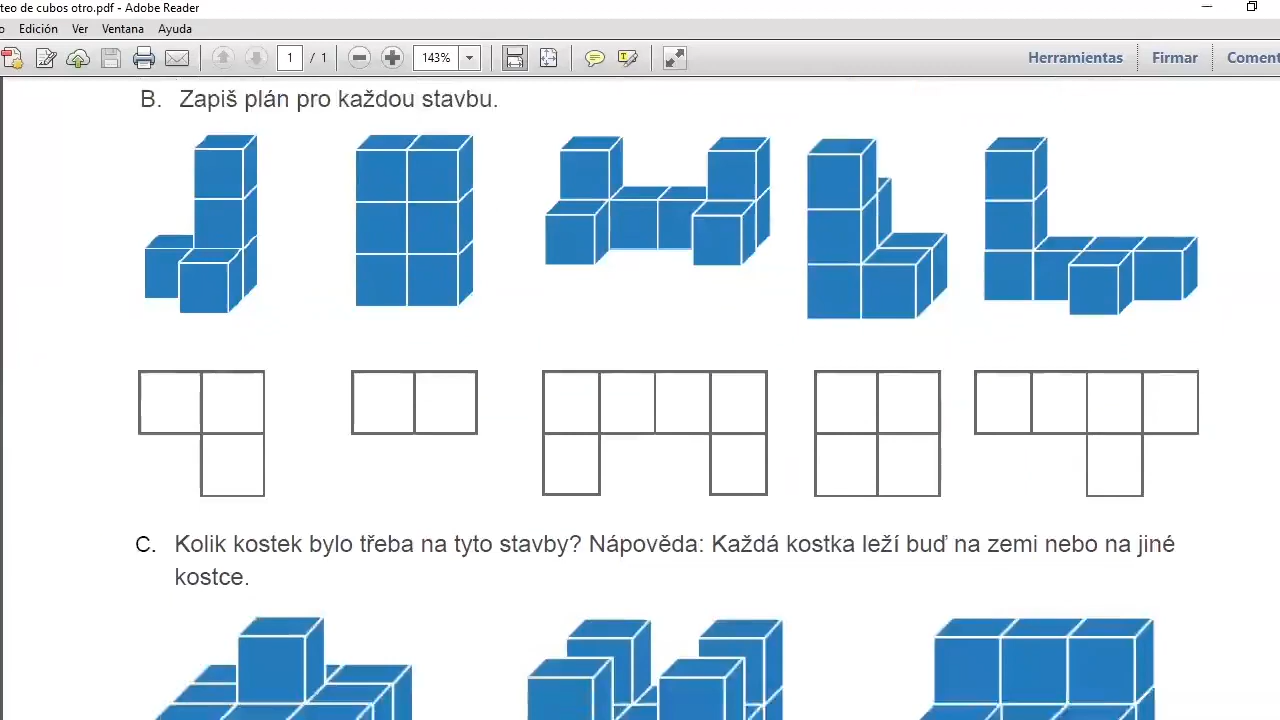 teo de cubos otro.pdf - Adobe Reader
o Edición Ver Ventana Ayuda
1 / 1 143% Herramientas Firmar Coment
B. Zapiš plán pro každou stavbu.
C. Kolik kostek bylo třeba na tyto stavby? Nápověda: Každá kostka leží buď na zemi nebo na jiné
kostce.